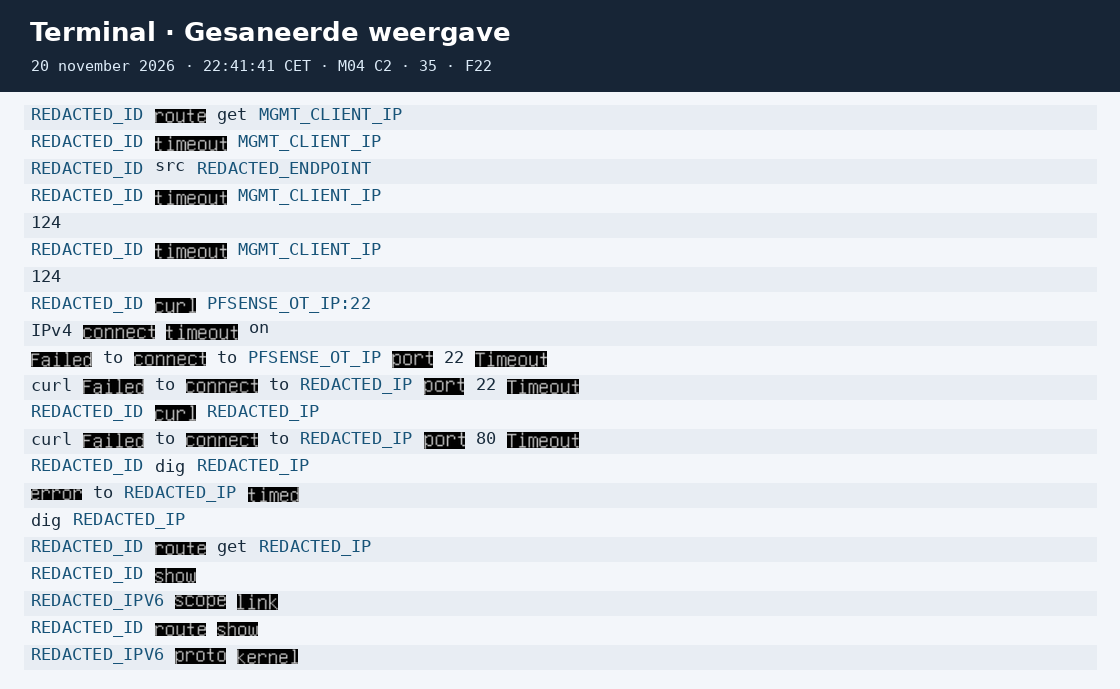 Terminal · Gesaneerde weergave
20 november 2026 · 22:41:41 CET · M04 C2 · 35 · F22
REDACTED_ID route get MGMT_CLIENT_IP
REDACTED_ID timeout MGMT_CLIENT_IP
REDACTED_ID src REDACTED_ENDPOINT
REDACTED_ID timeout MGMT_CLIENT_IP
124
REDACTED_ID timeout MGMT_CLIENT_IP
124
REDACTED_ID curl PFSENSE_OT_IP:22
IPv4 connect timeout on
Failed to connect to PFSENSE_OT_IP port 22 Timeout
curl Failed to connect to REDACTED_IP port 22 Timeout
REDACTED_ID curl REDACTED_IP
curl Failed to connect to REDACTED_IP port 80 Timeout
REDACTED_ID dig REDACTED_IP
error to REDACTED_IP timed
dig REDACTED_IP
REDACTED_ID route get REDACTED_IP
REDACTED_ID show
REDACTED_IPV6 scope link
REDACTED_ID route show
REDACTED_IPV6 proto kernel